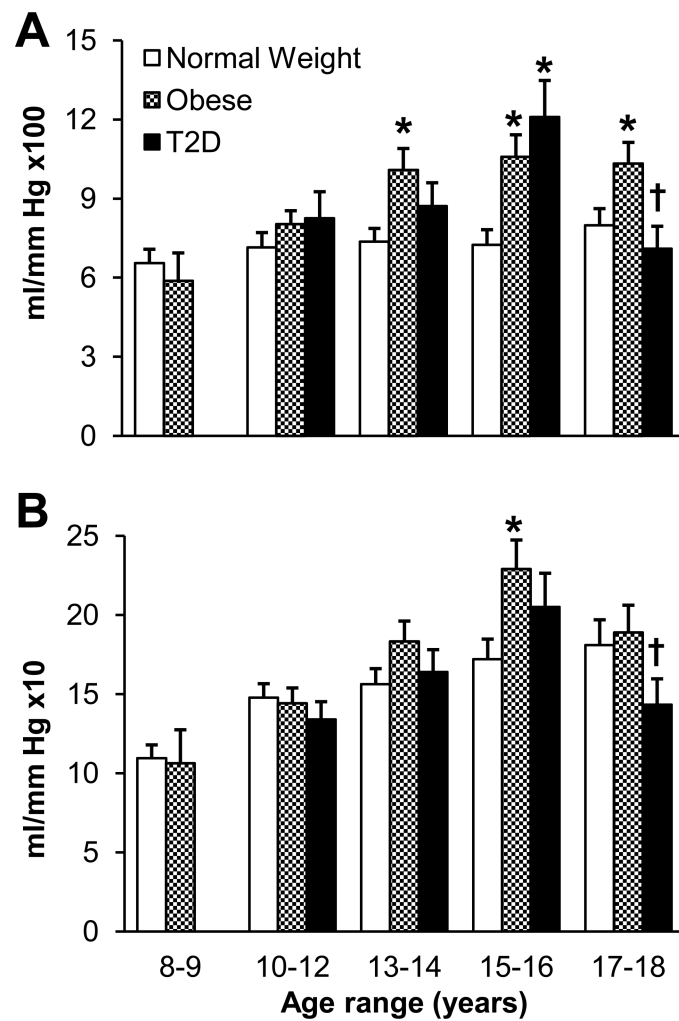 A
15
Normal Weight
Obese
T2D
12
9
6
3
0
ml/mm Hg x100
* * * * †
B
25
20
15
10
5
0
ml/mm Hg x10
* †
8-9 10-12 13-14 15-16 17-18
Age range (years)